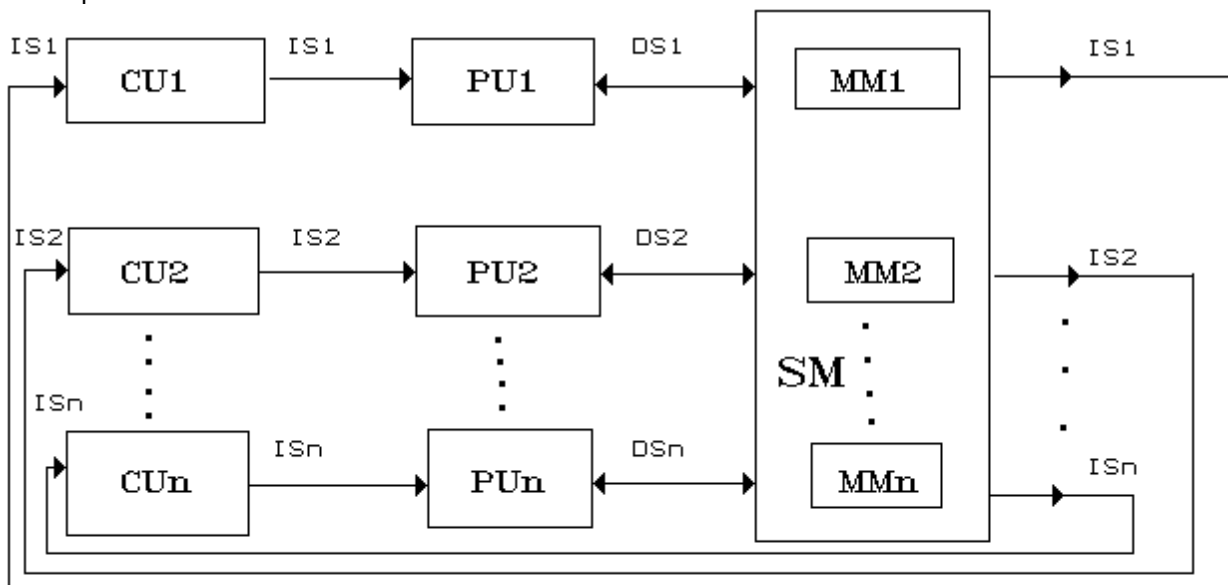 IS1 IS1 DS1 IS1
CU1 PU1 MM1
IS2 IS2 DS2 IS2
CU2 PU2 MM2
SM
ISn ISn DSn ISn
CUn PUn MMn